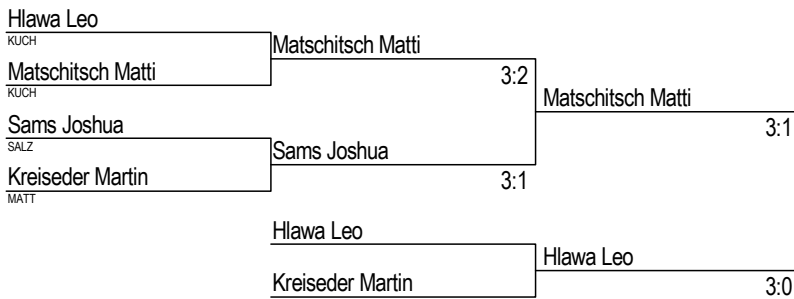 Hlawa Leo
KUCH
Matschitsch Matti
Matschitsch Matti
KUCH
3:2
Matschitsch Matti
Sams Joshua
3:1
SALZ
Sams Joshua
Kreiseder Martin
3:1
MATT
Hlawa Leo
Hlawa Leo
Kreiseder Martin
3:0